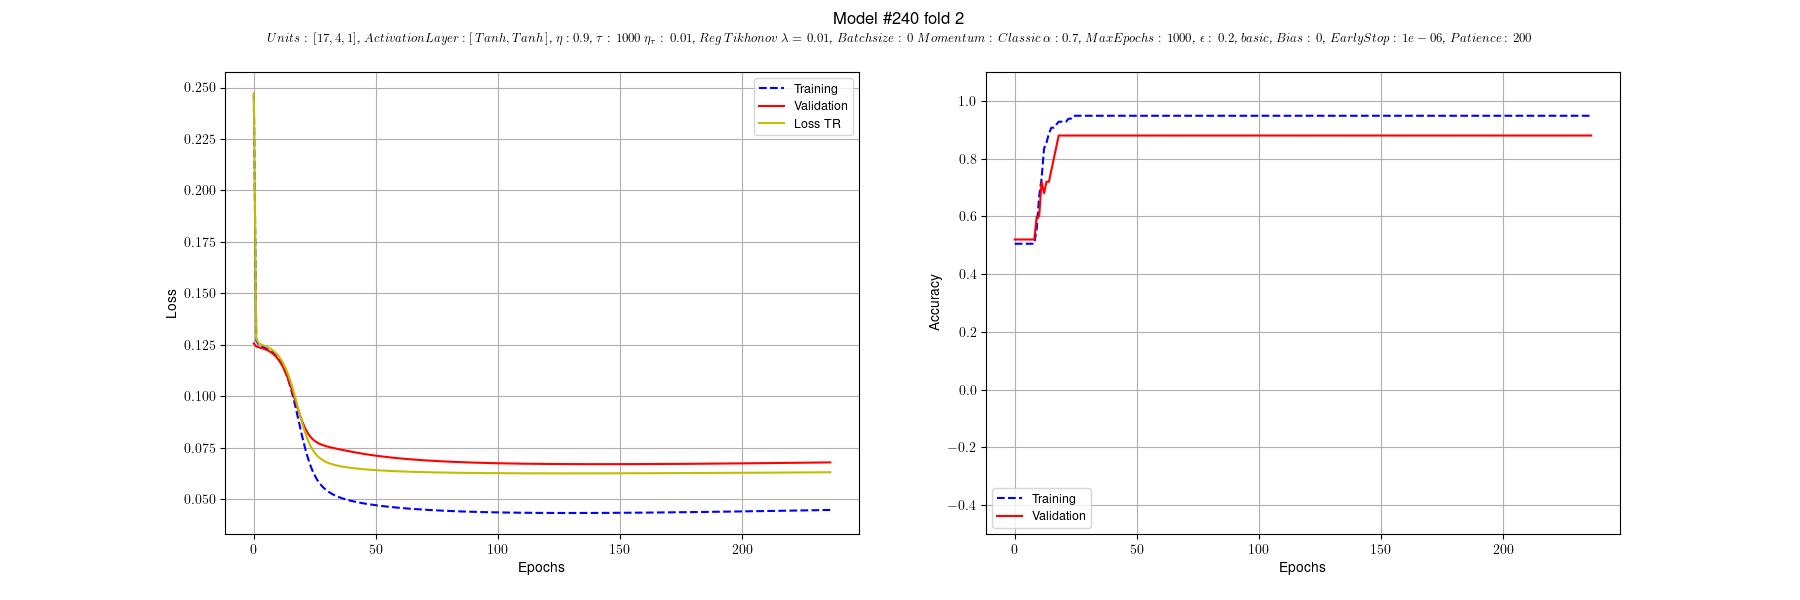 Model #240 fold 2
Units : [17, 4, 1], ActivationLayer : [Tanh, Tanh], η : 0.9, τ : 1000 ητ : 0.01, Reg Tikhonov λ = 0.01, Batchsize : 0 Momentum : Classic α : 0.7, MaxEpochs : 1000, ϵ : 0.2, basic, Bias : 0, EarlyStop : 1e − 06, Patience : 200
0.250
0.225
0.200
0.175
0.150
0.125
0.100
0.075
0.050
Loss
0 50 100 150 200
Epochs
Training
Validation
Loss TR
1.0
0.8
0.6
0.4
0.2
0.0
−0.2
−0.4
Accuracy
0 50 100 150 200
Epochs
Training
Validation